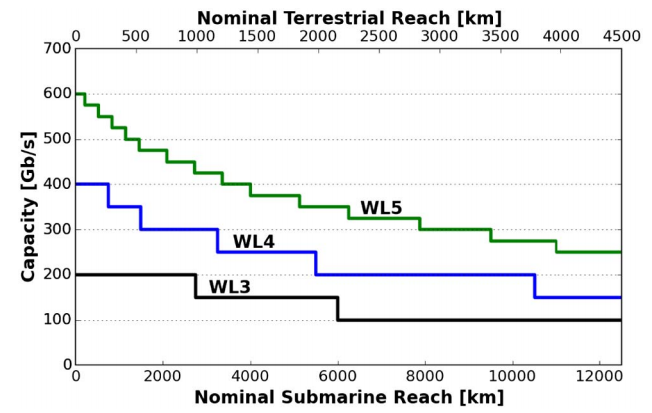 Nominal Terrestrial Reach [km]
0 500 1000 1500 2000 2500 3000 3500 4000 4500
Capacity [Gb/s]
700
600
500
400
300
200
100
0
WL5
WL4
WL3
0 2000 4000 6000 8000 10000 12000
Nominal Submarine Reach [km]